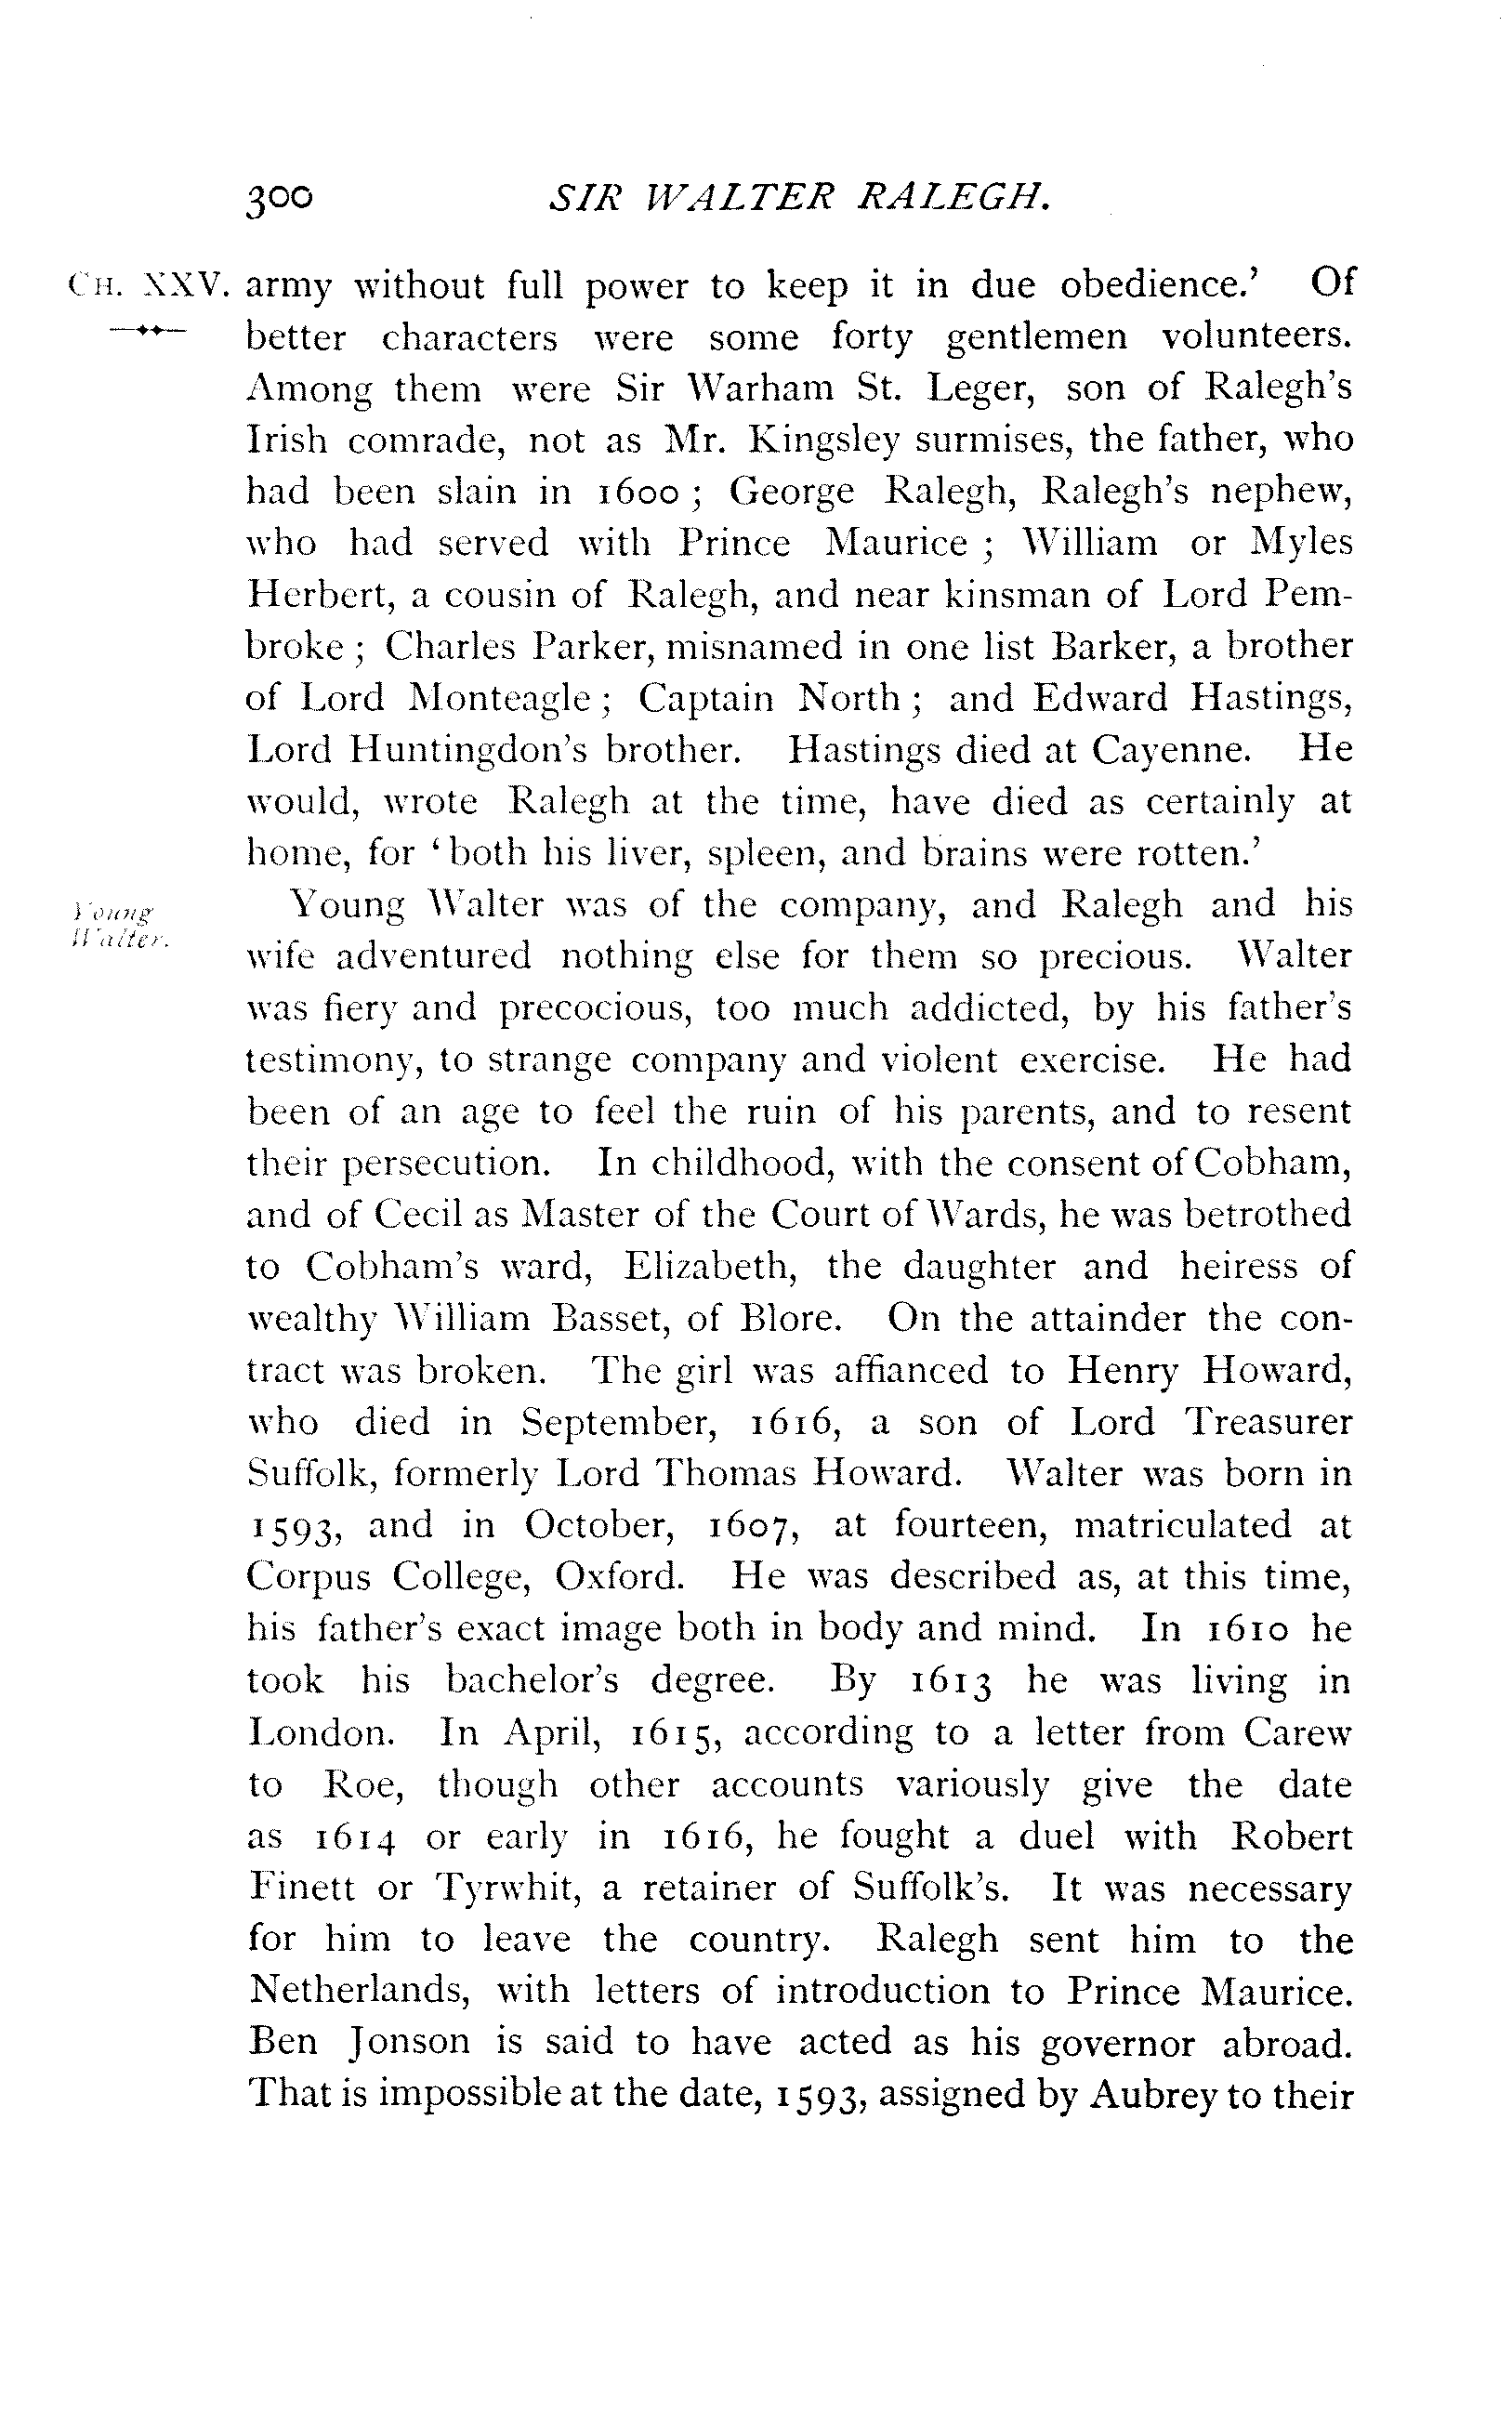 300 SIR WALTER RALEGH.
CH. XXV. army without full power to keep it in due obedience.' Of
better characters were some forty gentlemen volunteers.
Among them were Sir Warham St. Leger, son of Ralegh's
Irish comrade, not as Mr. Kingsley surmises, the father, who
had been slain in 1600 ; George Ralegh, Ralegh's nephew,
who had served with Prince Maurice ; William or Myles
Herbert, a cousin of Ralegh, and near kinsman of Lord Pem-
broke ; Charles Parker, misnamed in one list Barker, a brother
of Lord Monteagle ; Captain North ; and Edward Hastings,
Lord Huntingdon's brother. Hastings died at Cayenne. He
would, wrote Ralegh at the time, have died as certainly at
home, for ' both his liver, spleen, and brains were rotten.'
Young
Walter.
Young Walter was of the company, and Ralegh and his
wife adventured nothing else for them so precious. Walter
was fiery and precocious, too much addicted, by his father's
testimony, to strange company and violent exercise. He had
been of an age to feel the ruin of his parents, and to resent
their persecution. In childhood, with the consent of Cobham,
and of Cecil as Master of the Court of Wards, he was betrothed
to Cobham's ward, Elizabeth, the daughter and heiress of
wealthy William Basset, of Blore. On the attainder the con-
tract was broken. The girl was affianced to Henry Howard,
who died in September, 1616, a son of Lord Treasurer
Suffolk, formerly Lord Thomas Howard. Walter was born in
1593, and in October, 1607, at fourteen, matriculated at
Corpus College, Oxford. He was described as, at this time,
his father's exact image both in body and mind. In 1610 he
took his bachelor's degree. By 1613 he was living in
London. In April, 1615, according to a letter from Carew
to Roe, though other accounts variously give the date
as 1614 or early in 1616, he fought a duel with Robert
Finett or Tyrwhit, a retainer of Suffolk's. It was necessary
for him to leave the country. Ralegh sent him to the
Netherlands, with letters of introduction to Prince Maurice.
Ben Jonson is said to have acted as his governor abroad.
That is impossible at the date, 1593, assigned by Aubrey to their